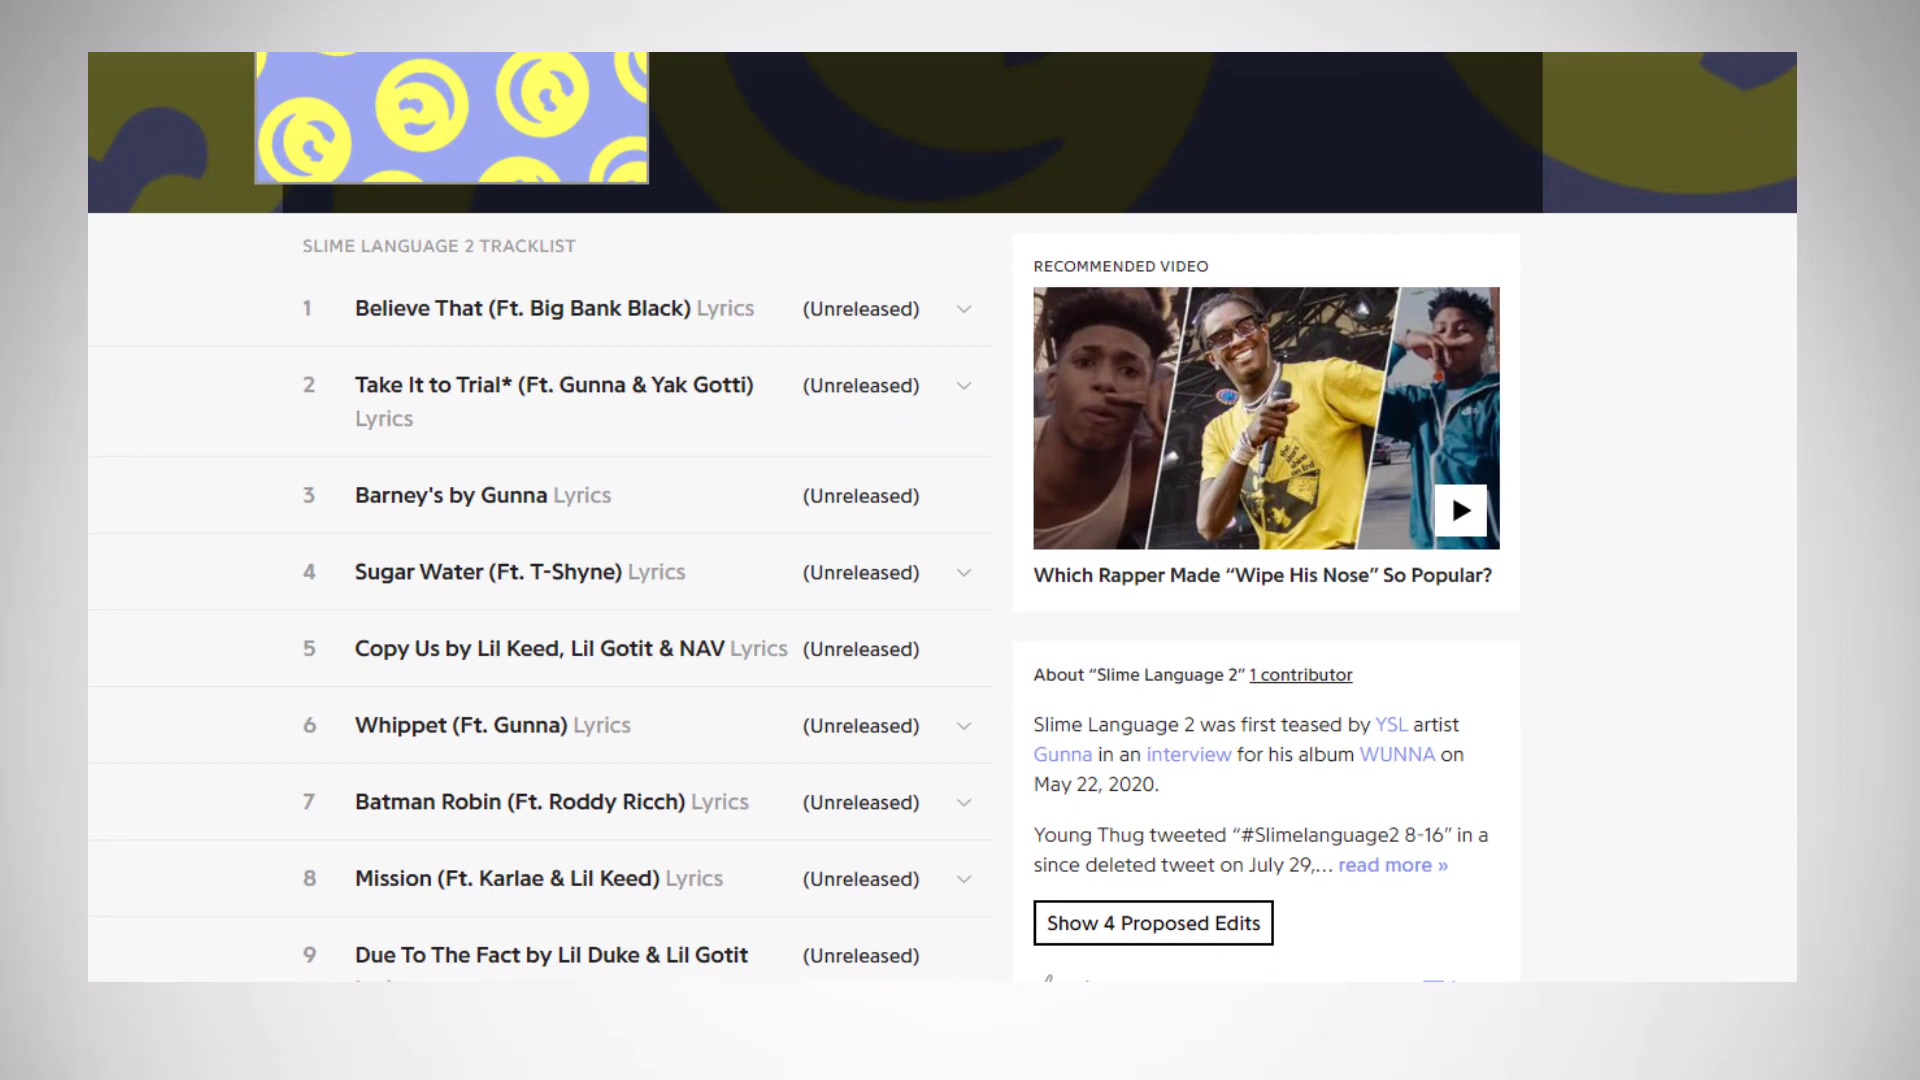 SLIME LANGUAGE 2 TRACKLIST
1 Believe That (Ft. Big Bank Black) Lyrics (Unreleased)
2 Take It to Trial* (Ft. Gunna & Yak Gotti) (Unreleased)
Lyrics
3 Barney's by Gunna Lyrics (Unreleased)
4 Sugar Water (Ft. T-Shyne) Lyrics (Unreleased)
5 Copy Us by Lil Keed, Lil Gotit & NAV Lyrics (Unreleased)
6 Whippet (Ft. Gunna) Lyrics (Unreleased)
7 Batman Robin (Ft. Roddy Ricch) Lyrics (Unreleased)
8 Mission (Ft. Karlae & Lil Keed) Lyrics (Unreleased)
9 Due To The Fact by Lil Duke & Lil Gotit (Unreleased)
RECOMMENDED VIDEO
Which Rapper Made “Wipe His Nose” So Popular?
About “Slime Language 2” 1 contributor
Slime Language 2 was first teased by YSL artist
Gunna in an interview for his album WUNNA on
May 22, 2020.
Young Thug tweeted “#Slimelanguage2 8-16” in a
since deleted tweet on July 29,... read more »
Show 4 Proposed Edits